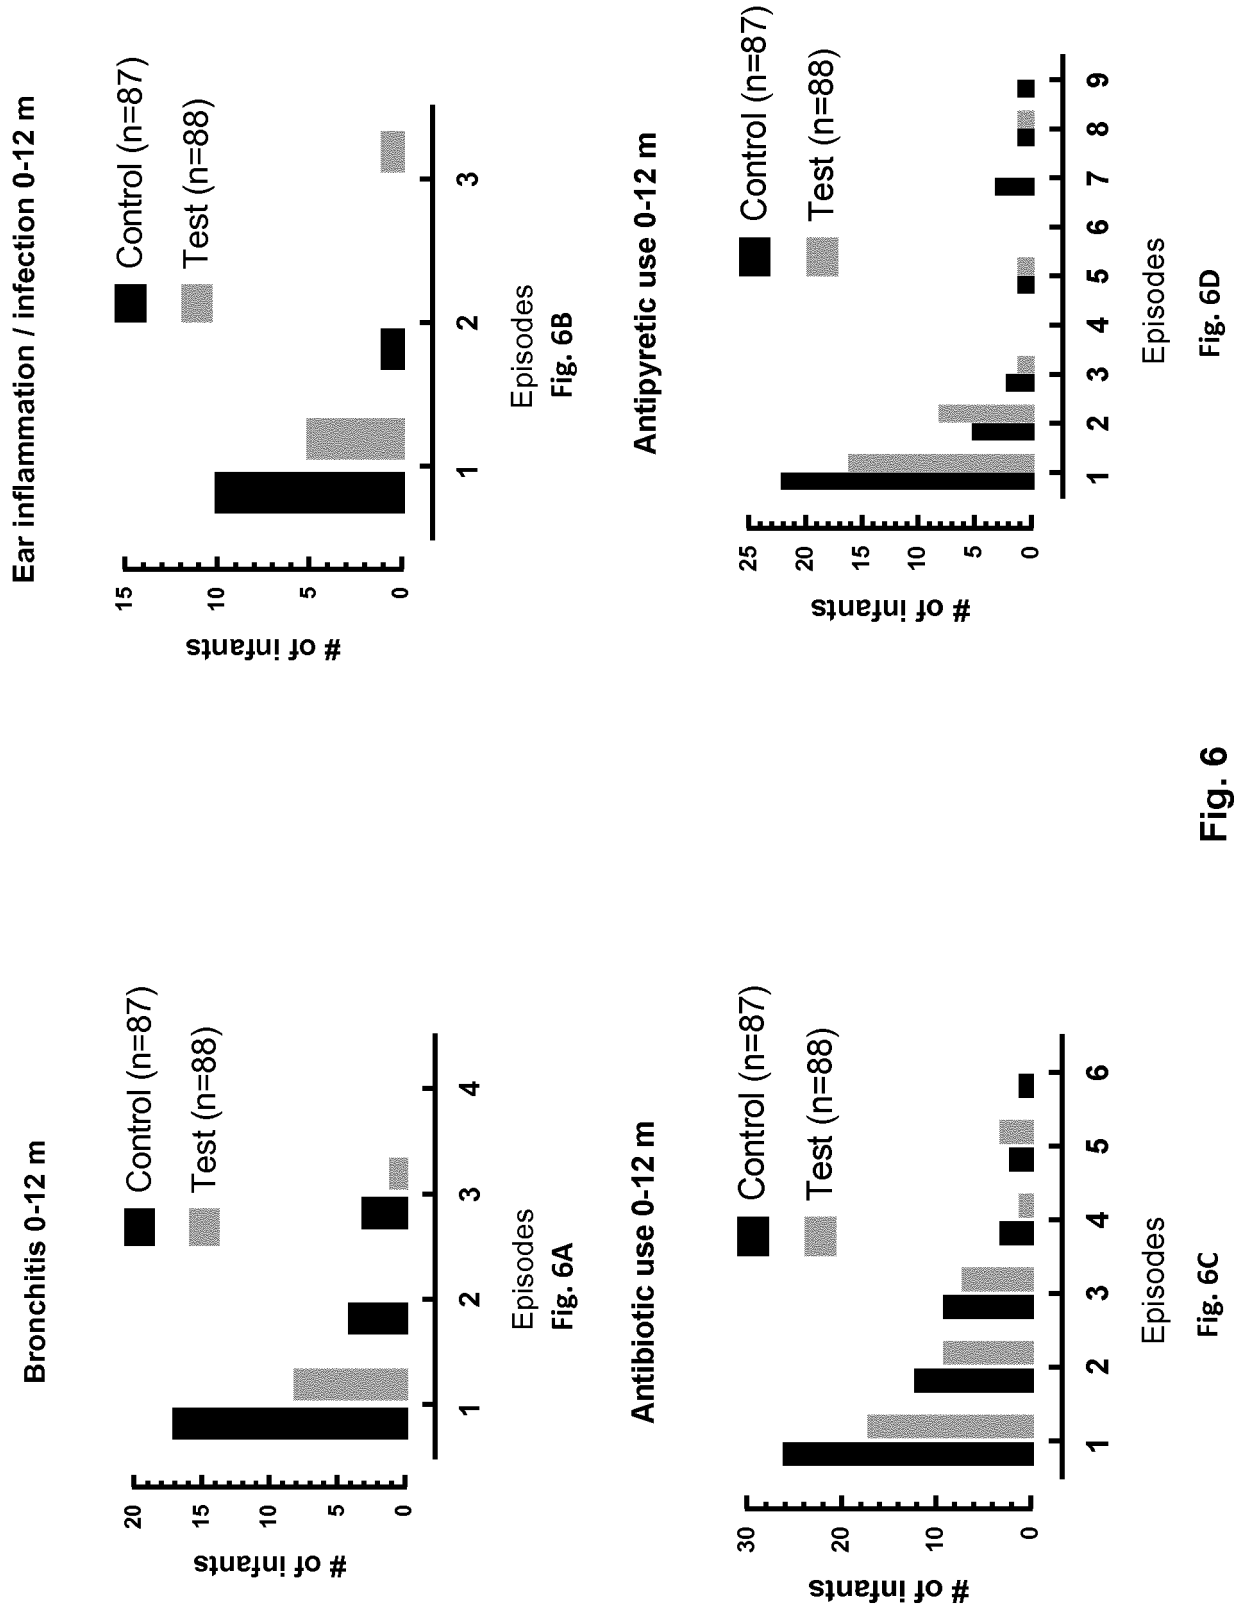 Bronchitis 0-12 m
Control (n=87)
Test (n=88)
# of infants
20
15
10
5
0
1 2 3 4
Episodes
Fig. 6A
Ear inflammation / infection 0-12 m
Control (n=87)
Test (n=88)
# of infants
15
10
5
0
1 2 3
Episodes
Fig. 6B
Antibiotic use 0-12 m
Control (n=87)
Test (n=88)
# of infants
30
20
10
0
1 2 3 4 5 6
Episodes
Fig. 6C
Antipyretic use 0-12 m
Control (n=87)
Test (n=88)
# of infants
25
20
15
10
5
0
1 2 3 4 5 6 7 8 9
Episodes
Fig. 6D
Fig. 6